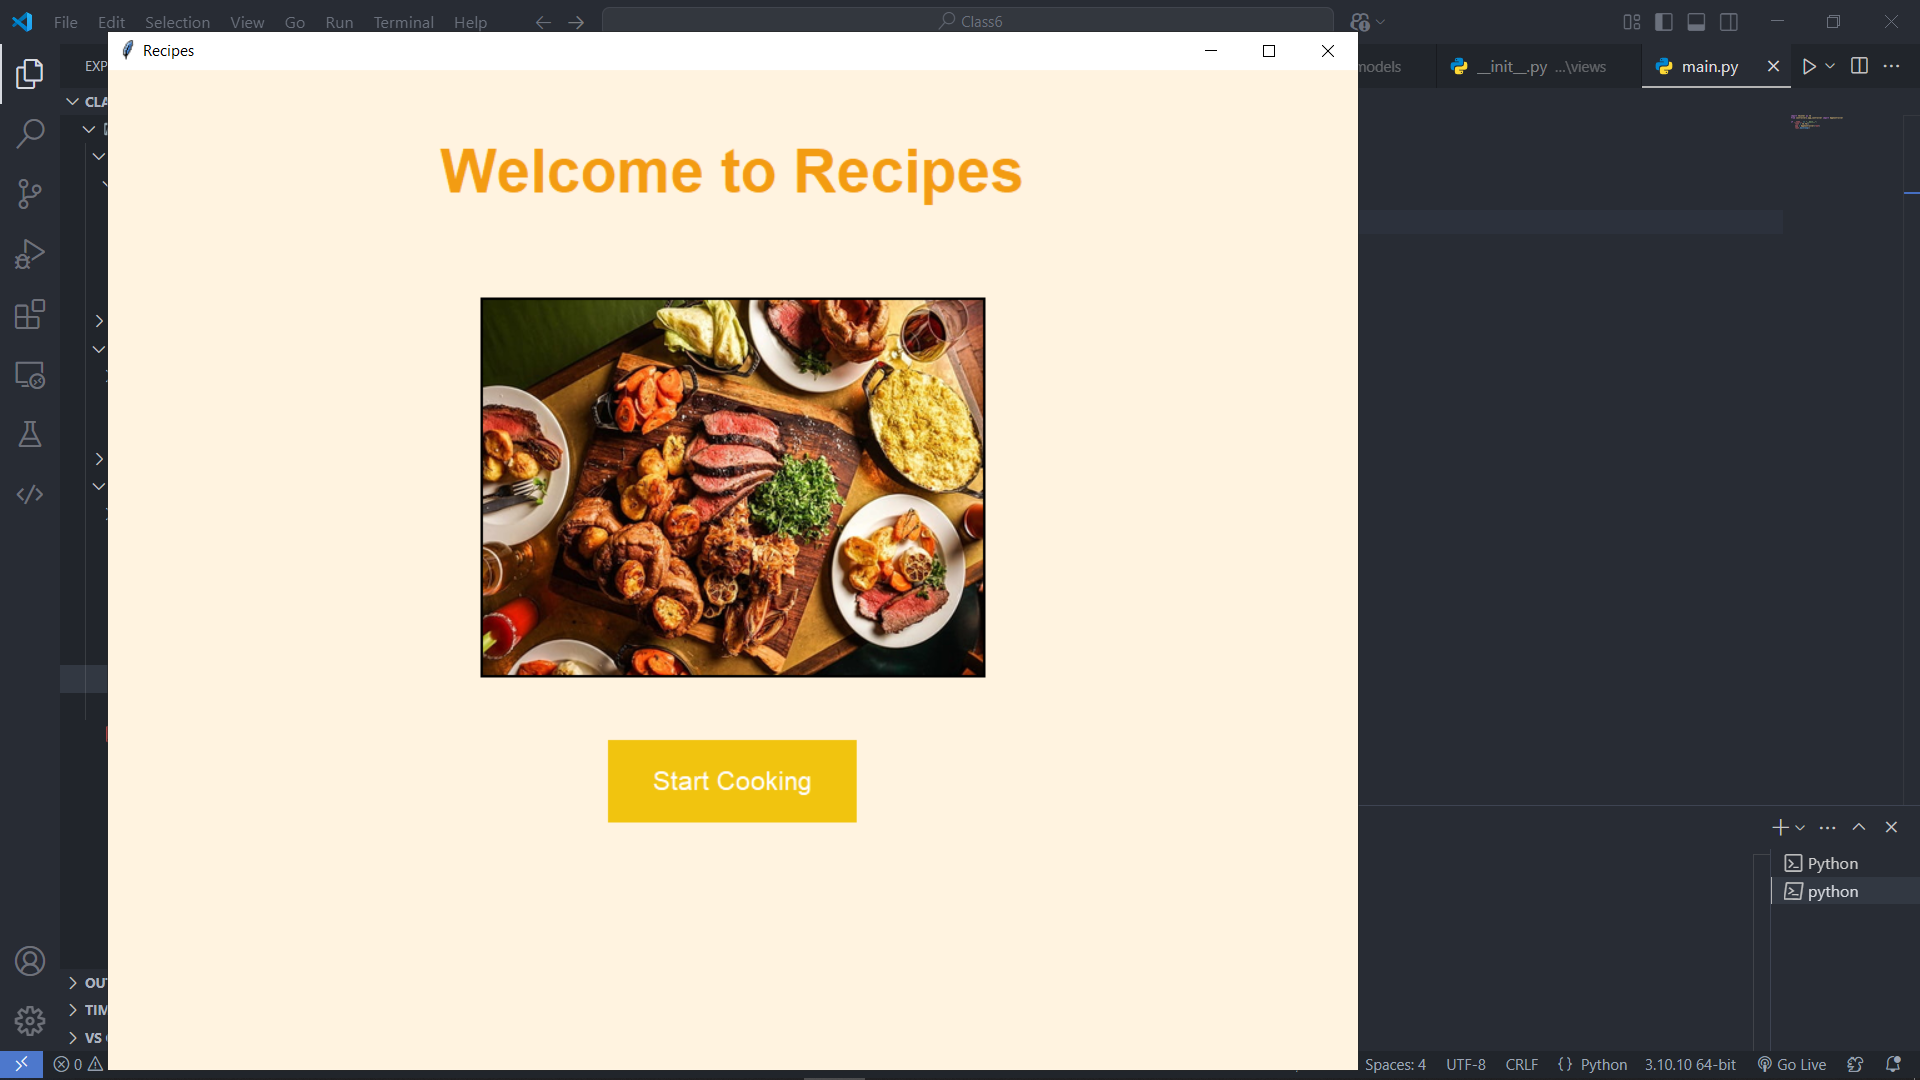 File Edit Selection View Go Run Terminal Help
Class6
Recipes
EXP
__init__.py ...\views
main.py
CLA
Welcome to Recipes
Start Cooking
Python
python
OUT
TIM
VS
0
Spaces: 4 UTF-8 CRLF {} Python 3.10.10 64-bit Go Live